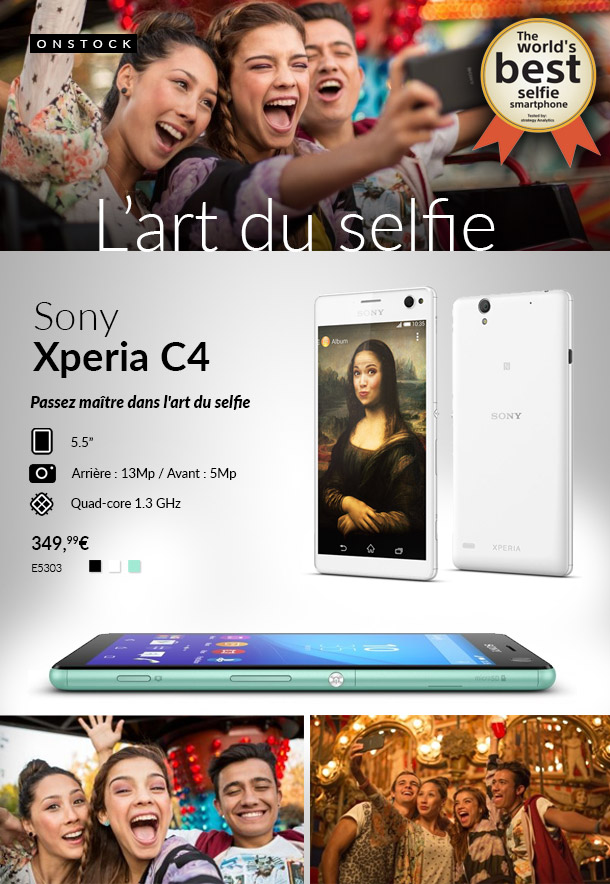 ONSTOCK
The
world's
best
selfie
smartphone
Tested by:
strategy Analytics
L'art du selfie
Sony
Xperia C4
Passez maître dans l'art du selfie
5.5”
Arrière : 13Mp / Avant : 5Mp
Quad-core 1.3 GHz
349,99€
E5303
SONY
10:35
Album
SONY
XPERIA
10
SONY